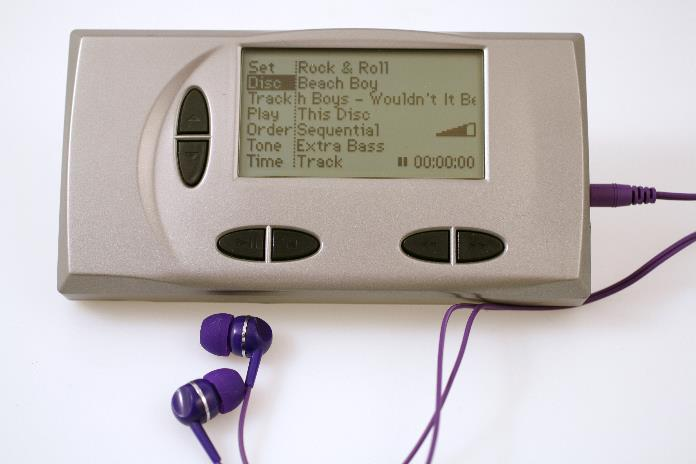 Set Rock & Roll
Disc Beach Boy
Track h Boys - Wouldn't It Be
Play This Disc
Order Sequential
Tone Extra Bass
Time Track 00:00:00